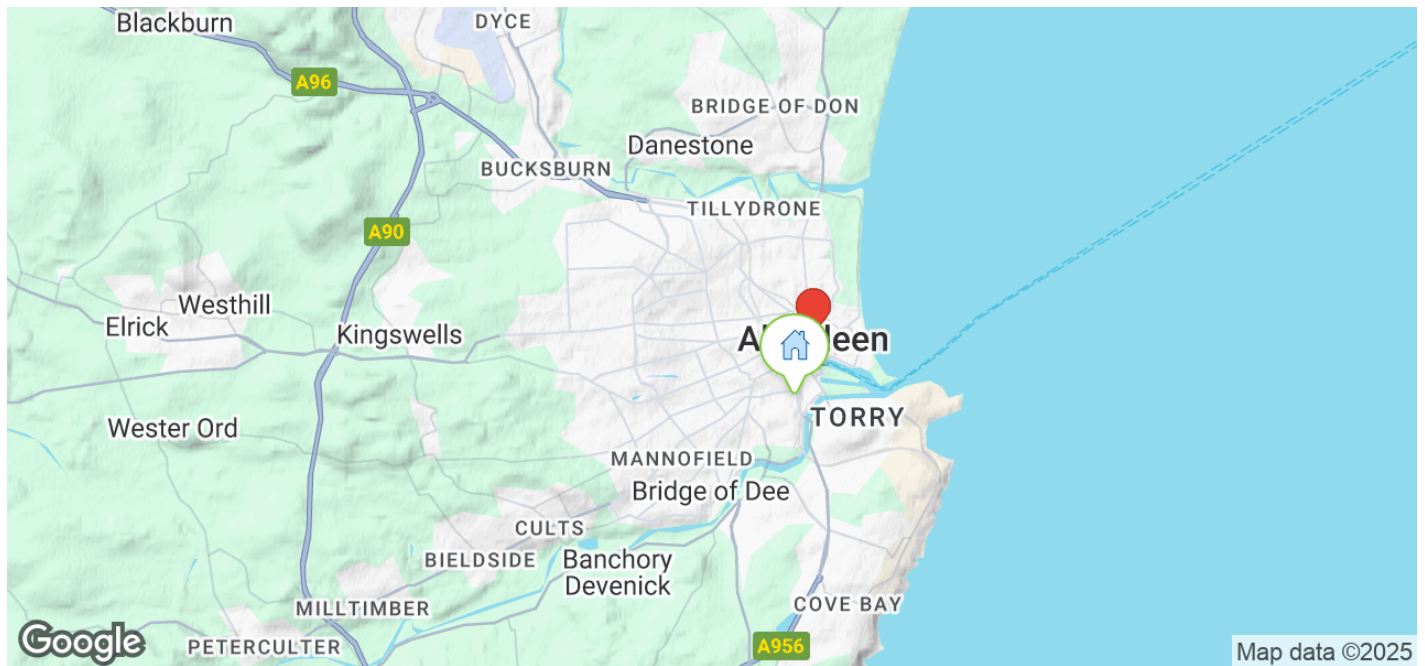 Blackburn
DYCE
A96
BRIDGE OF DON
Danestone
BUCKSBURN
TILLYDRONE
A90
Westhill
Elrick
Kingswells
TORRY
Wester Ord
MANNOFIELD
Bridge of Dee
CULTS
BIELDSIDE
Banchory
Devenick
MILLTIMBER
COVE BAY
PETERCULTER
A956
Google
Map data ©2025